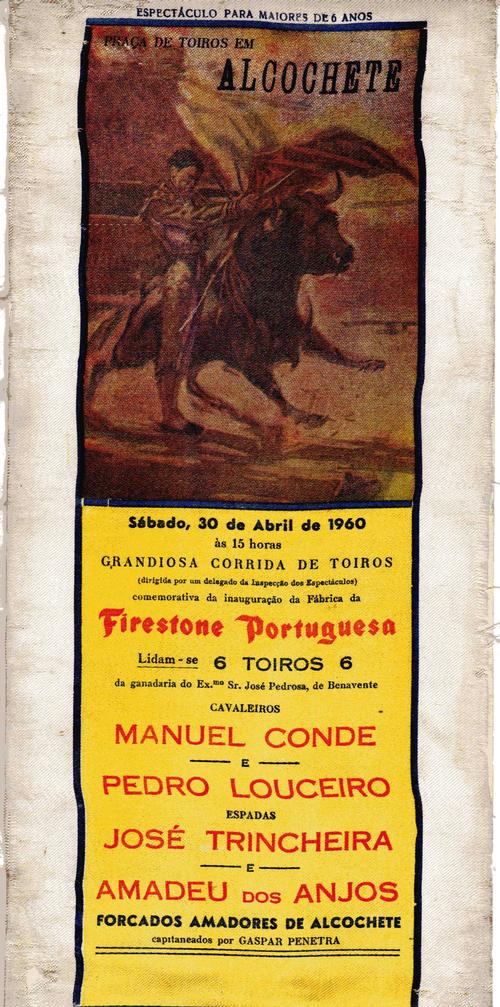 ESPECTÁCULO PARA MAIORES DE 6 ANOS
PRAÇA DE TOIROS EM
ALCOCHETE
Sábado, 30 de Abril de 1960
às 15 horas
GRANDIOSA CORRIDA DE TOIROS
(dirigida por um delegado da Inspecção dos Espectáculos)
comemorativa da inauguração da Fábrica da
Firestone Portuguesa
Lidam-se 6 TOIROS 6
da ganadaria do Ex.mo Sr. José Pedrosa, de Benavente
CAVALEIROS
MANUEL CONDE
E
PEDRO LOUCEIRO
ESPADAS
JOSÉ TRINCHEIRA
E
AMADEU DOS ANJOS
FORCADOS AMADORES DE ALCOCHETE
capitaneados por GASPAR PENETRA